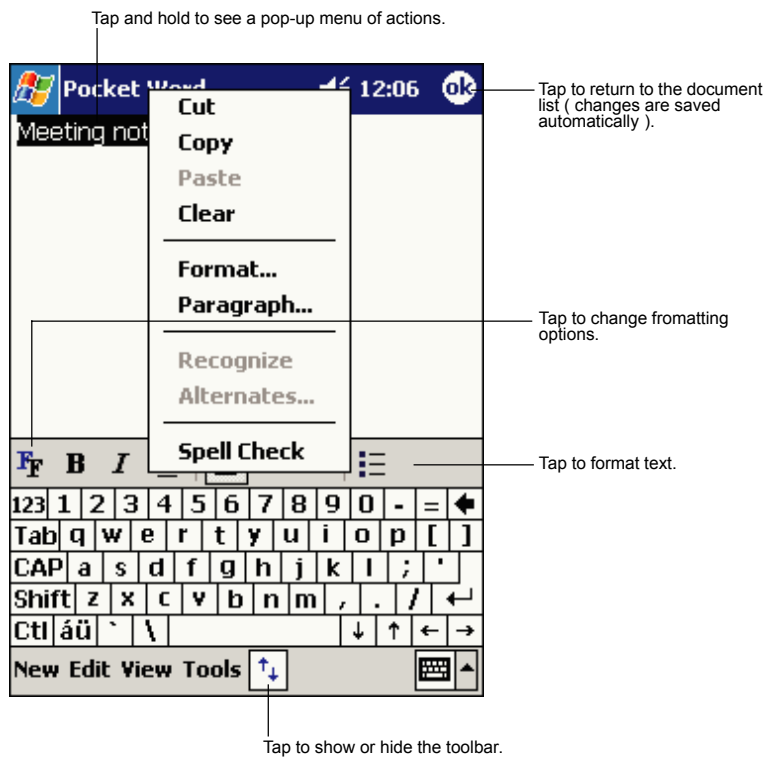 Tap and hold to see a pop-up menu of actions.
Pocket Word 12:06 ok
Tap to return to the document
list ( changes are saved
automatically ).
Meeting not
Cut
Copy
Paste
Clear
Format...
Paragraph...
Recognize
Alternates...
Spell Check
Tap to change fromatting
options.
FF B I
Tap to format text.
123 1 2 3 4 5 6 7 8 9 0 - =
Tab q w e r t y u i o p [ ]
CAP a s d f g h j k l ; '
Shift z x c v b n m , . /
Ctl áü ` \ ↓ ↑ ← →
New Edit View Tools
Tap to show or hide the toolbar.